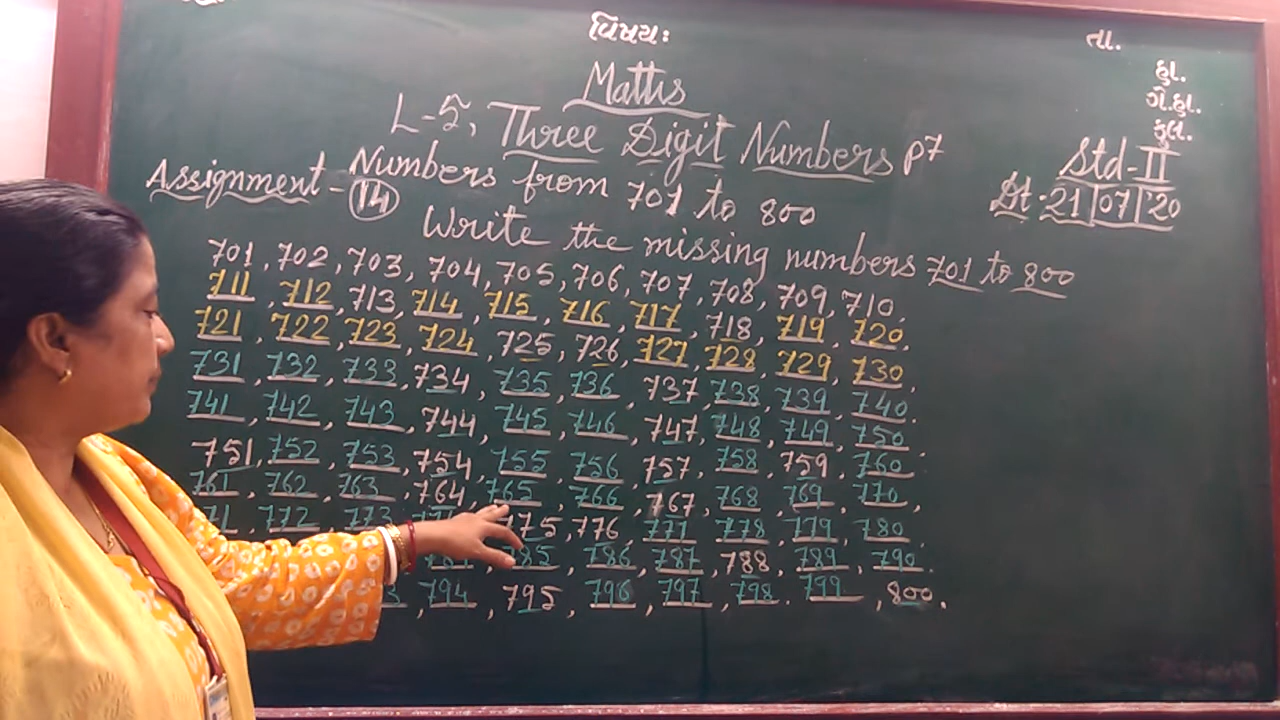 વિષય:
તા.
Maths
હા.
ગે.હા.
કુલ.
L-5, Three Digit Numbers P7
Std-II
Assignment - 14
Numbers from 701 to 800
Dt: 21|07|'20
Write the missing numbers 701 to 800
701, 702, 703, 704, 705, 706, 707, 708, 709, 710,
711, 712, 713, 714, 715, 716, 717, 718, 719, 720,
721, 722, 723, 724, 725, 726, 727, 728, 729, 730,
731, 732, 733, 734, 735, 736, 737, 738, 739, 740,
741, 742, 743, 744, 745, 746, 747, 748, 749, 750,
751, 752, 753, 754, 755, 756, 757, 758, 759, 760,
761, 762, 763, 764, 765, 766, 767, 768, 769, 770,
772, 773, 775, 776, 777, 778, 779, 780,
785, 786, 787, 788, 789, 790.
794, 795, 796, 797, 798. 799, 800.